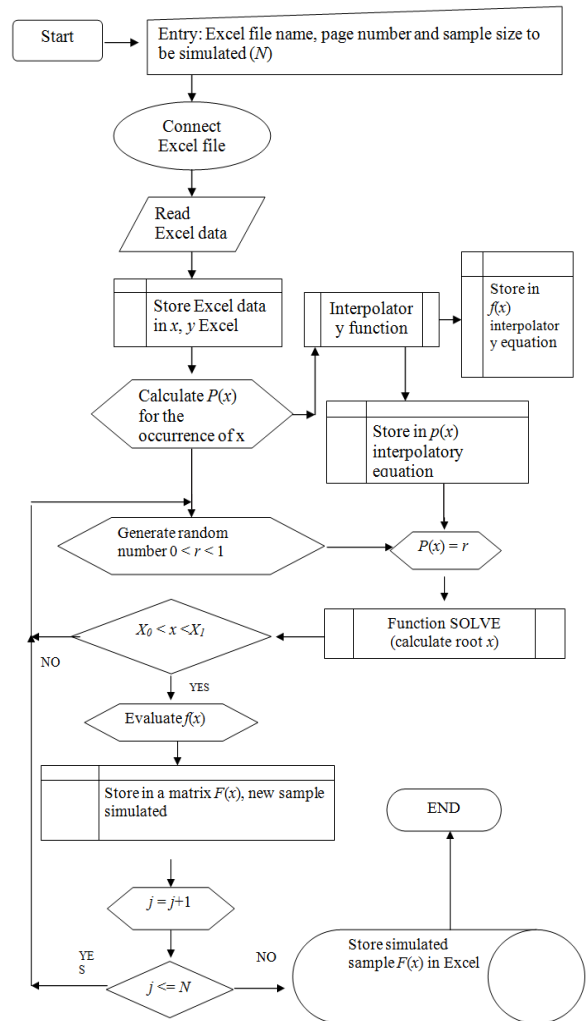 Start
Entry: Excel file name, page number and sample size to
be simulated (N)
Connect
Excel file
Read
Excel data
Store Excel data
in x, y Excel
Interpolator
y function
Store in
f(x)
interpolator
y equation
Calculate P(x)
for the
occurrence of x
Store in p(x)
interpolatory
equation
Generate random
number 0 < r < 1
P(x) = r
Function SOLVE
(calculate root x)
X0 < x <X1
NO
YES
Evaluate f(x)
Store in a matrix F(x), new sample
simulated
END
j = j+1
YE
S
j <= N
NO
Store simulated
sample F(x) in Excel